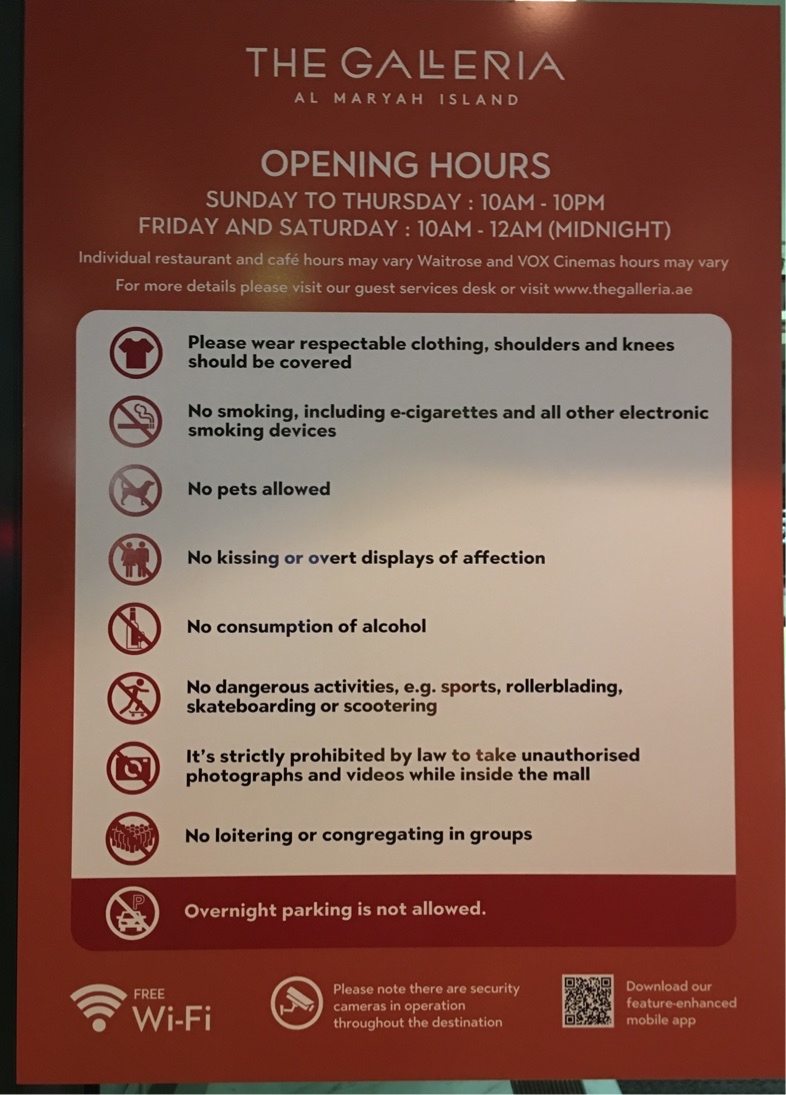 THE GALLERIA
AL MARYAH ISLAND
OPENING HOURS
SUNDAY TO THURSDAY : 10AM - 10PM
FRIDAY AND SATURDAY : 10AM - 12AM (MIDNIGHT)
Individual restaurant and café hours may vary Waitrose and VOX Cinemas hours may vary
For more details please visit our guest services desk or visit www.thegalleria.ae
Please wear respectable clothing, shoulders and knees
should be covered
No smoking, including e-cigarettes and all other electronic
smoking devices
No pets allowed
No kissing or overt displays of affection
No consumption of alcohol
No dangerous activities, e.g. sports, rollerblading,
skateboarding or scootering
It's strictly prohibited by law to take unauthorised
photographs and videos while inside the mall
No loitering or congregating in groups
P
Overnight parking is not allowed.
FREE
Wi-Fi
Please note there are security
cameras in operation
throughout the destination
Download our
feature-enhanced
mobile app